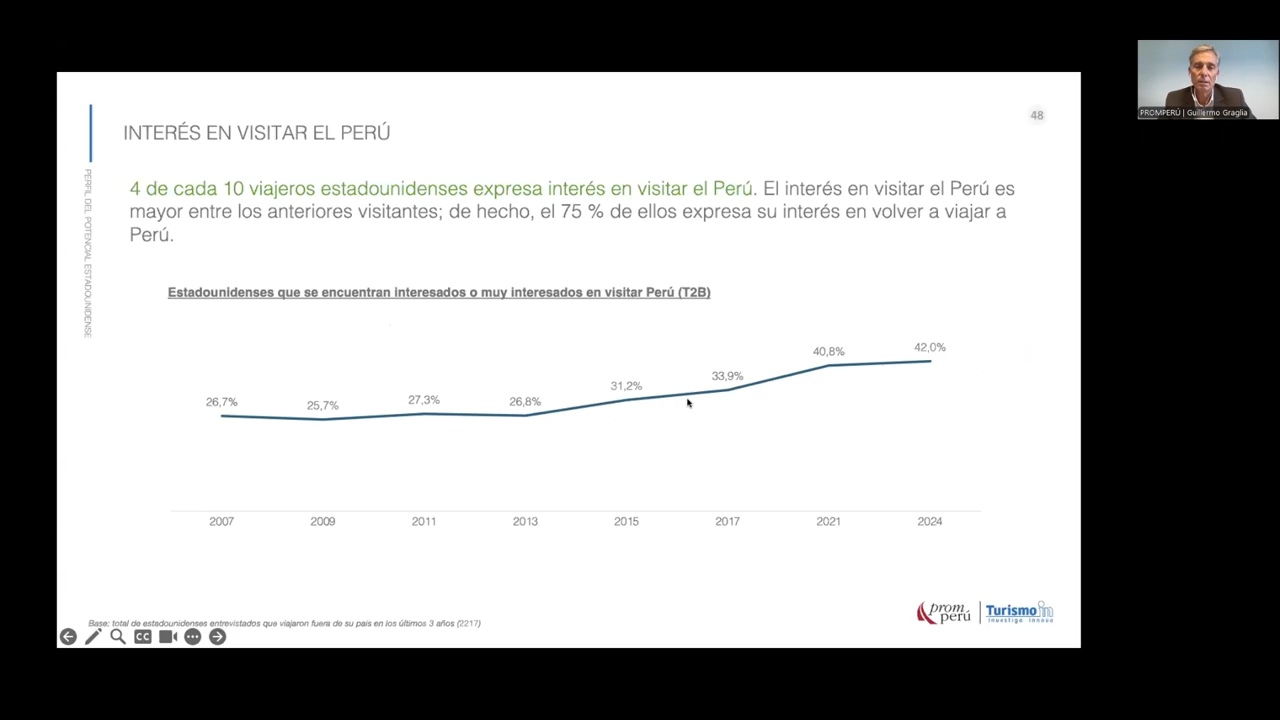 PROMPERÚ | Guillermo Graglia
48
INTERÉS EN VISITAR EL PERÚ
PERFIL DEL POTENCIAL ESTADOUNIDENSE
4 de cada 10 viajeros estadounidenses expresa interés en visitar el Perú. El interés en visitar el Perú es
mayor entre los anteriores visitantes; de hecho, el 75 % de ellos expresa su interés en volver a viajar a
Perú.
Estadounidenses que se encuentran interesados o muy interesados en visitar Perú (T2B)
26,7%
25,7%
27,3%
26,8%
31,2%
33,9%
40,8%
42,0%
2007
2009
2011
2013
2015
2017
2021
2024
prom
perú
Turismo in
investiga innova
Base: total de estadounidenses entrevistados que viajaron fuera de su país en los últimos 3 años (2217)
CC